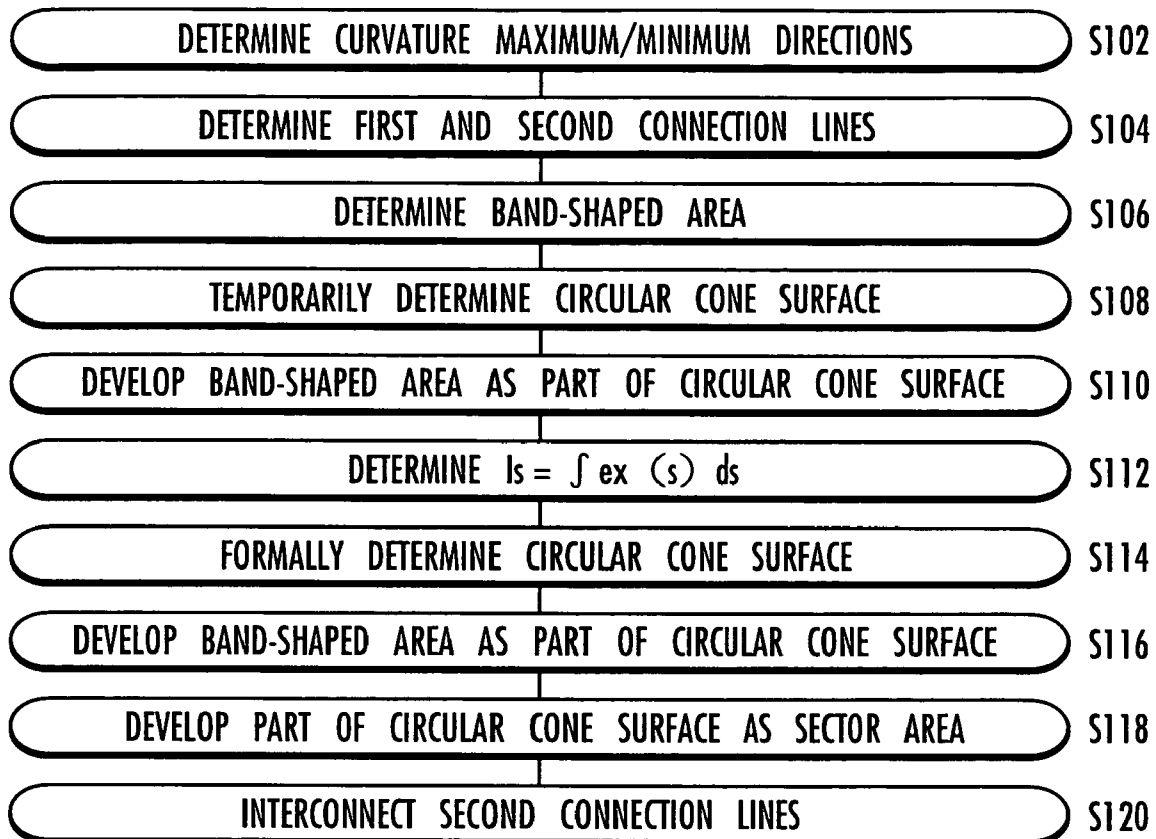 DETERMINE CURVATURE MAXIMUM/MINIMUM DIRECTIONS S102
DETERMINE FIRST AND SECOND CONNECTION LINES S104
DETERMINE BAND-SHAPED AREA S106
TEMPORARILY DETERMINE CIRCULAR CONE SURFACE S108
DEVELOP BAND-SHAPED AREA AS PART OF CIRCULAR CONE SURFACE S110
DETERMINE Is = ∫ ex (s) ds S112
FORMALLY DETERMINE CIRCULAR CONE SURFACE S114
DEVELOP BAND-SHAPED AREA AS PART OF CIRCULAR CONE SURFACE S116
DEVELOP PART OF CIRCULAR CONE SURFACE AS SECTOR AREA S118
INTERCONNECT SECOND CONNECTION LINES S120